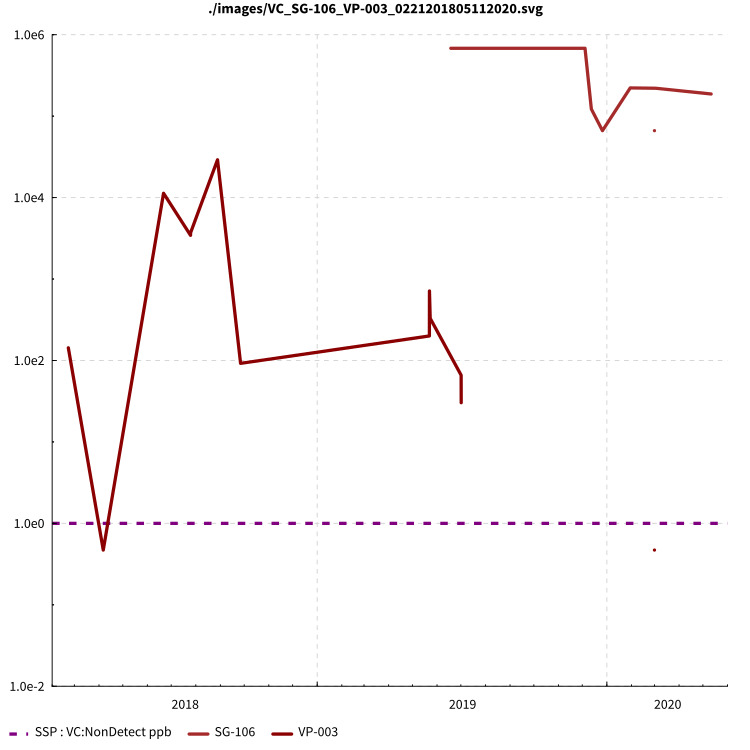 ./images/VC_SG-106_VP-003_0221201805112020.svg
1.0e6
1.0e4
1.0e2
1.0e0
1.0e-2
2018 2019 2020
SSP : VC:NonDetect ppb SG-106 VP-003